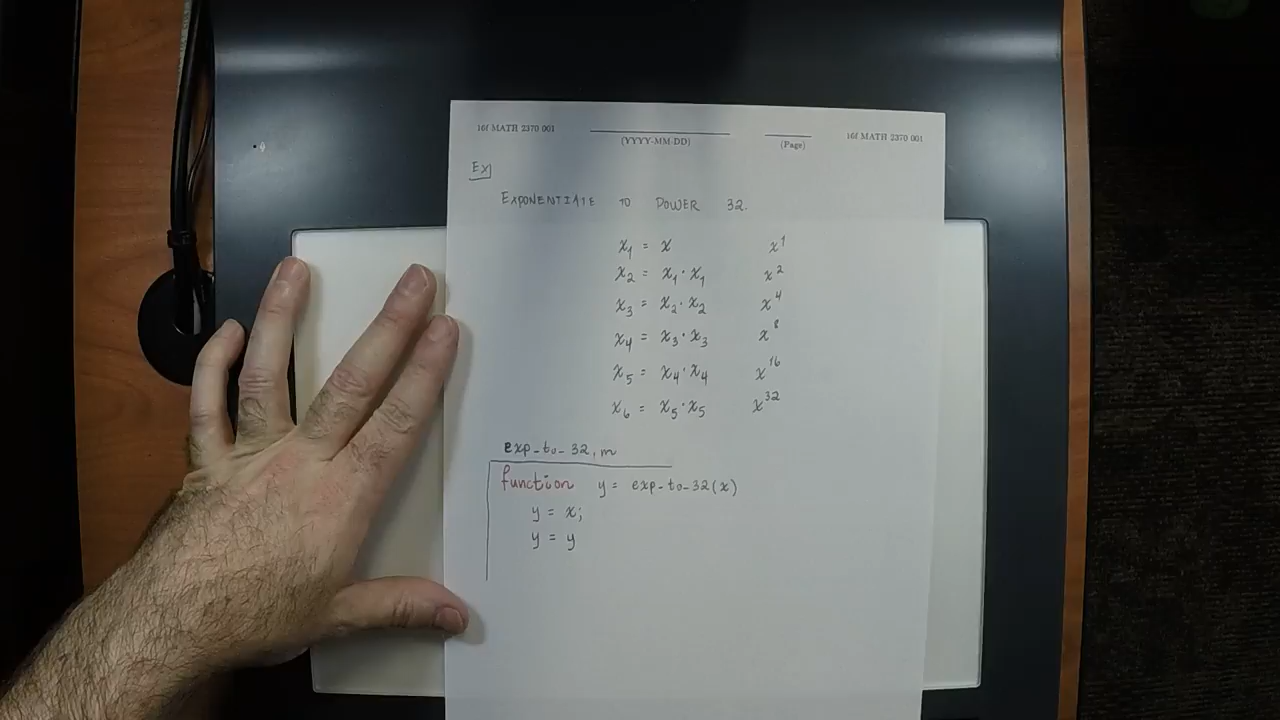 16f MATH 2370 001 (YYYY-MM-DD) (Page) 16f MATH 2370 001
Ex
EXPONENTIATE TO POWER 32.
x₁ = x x¹
x₂ = x₁·x₁ x²
x₃ = x₂·x₂ x⁴
x₄ = x₃·x₃ x⁸
x₅ = x₄·x₄ x¹⁶
x₆ = x₅·x₅ x³²
exp_to_32.m
function y = exp_to_32(x)
y = x;
y = y